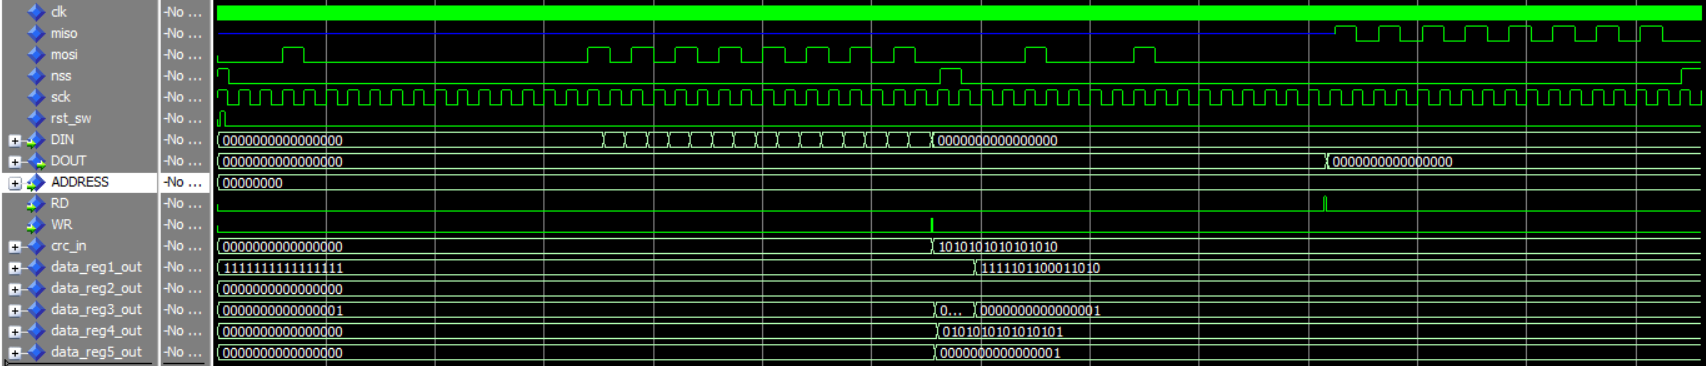 clk -No ...
miso -No ...
mosi -No ...
nss -No ...
sck -No ...
rst_sw -No ...
DIN -No ... 0000000000000000 0000000000000000
DOUT -No ... 0000000000000000 0000000000000000
ADDRESS -No ... 00000000
RD -No ...
WR -No ...
crc_in -No ... 0000000000000000 1010101010101010
data_reg1_out -No ... 1111111111111111 1111101100011010
data_reg2_out -No ... 0000000000000000
data_reg3_out -No ... 0000000000000001 0... 0000000000000001
data_reg4_out -No ... 0000000000000000 0101010101010101
data_reg5_out -No ... 0000000000000000 0000000000000001